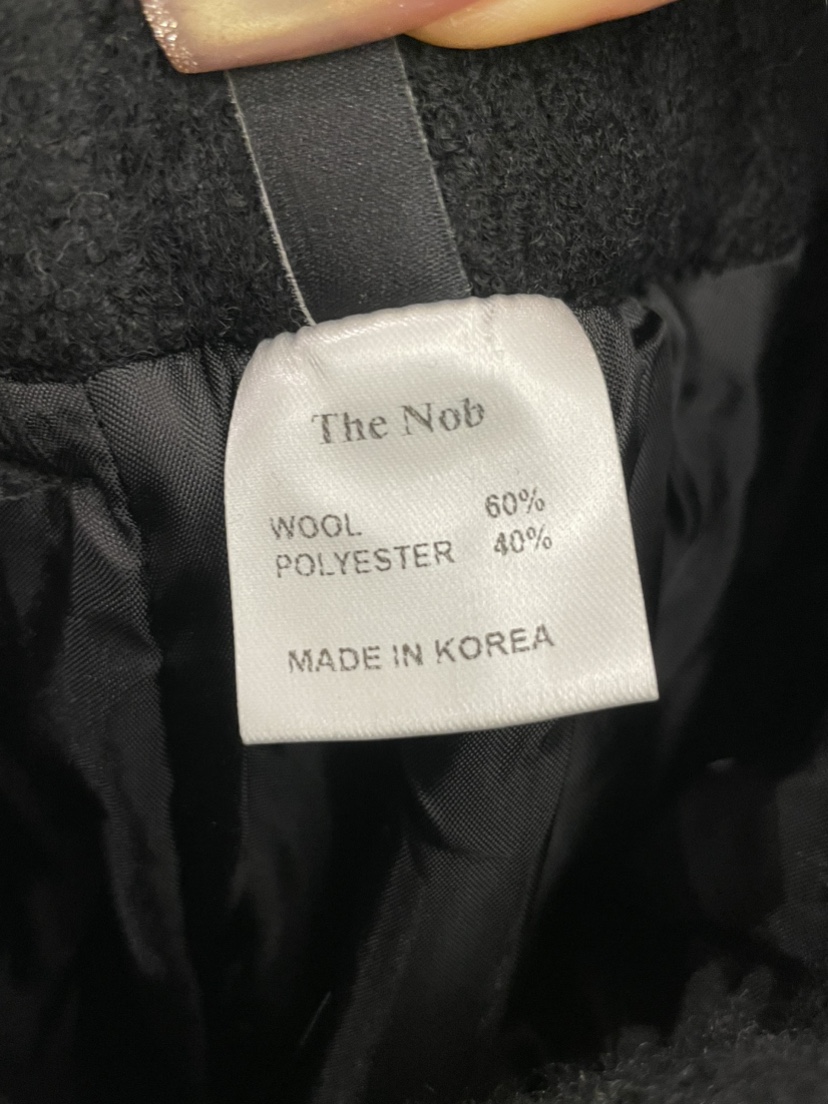 The Nob
WOOL 60%
POLYESTER 40%
MADE IN KOREA